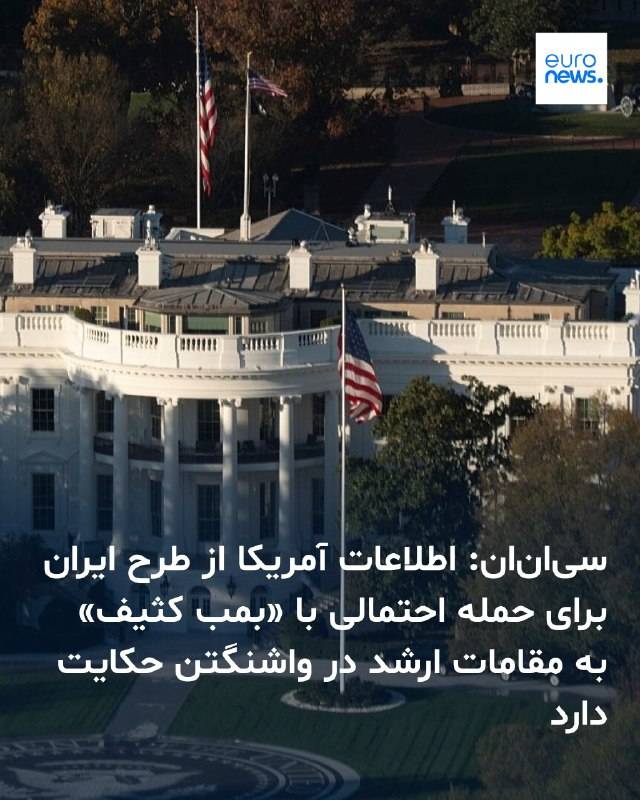 euro
news.
سی‌ان‌ان: اطلاعات آمریکا از طرح ایران
برای حمله احتمالی با «بمب کثیف»
به مقامات ارشد در واشنگتن حکایت
دارد